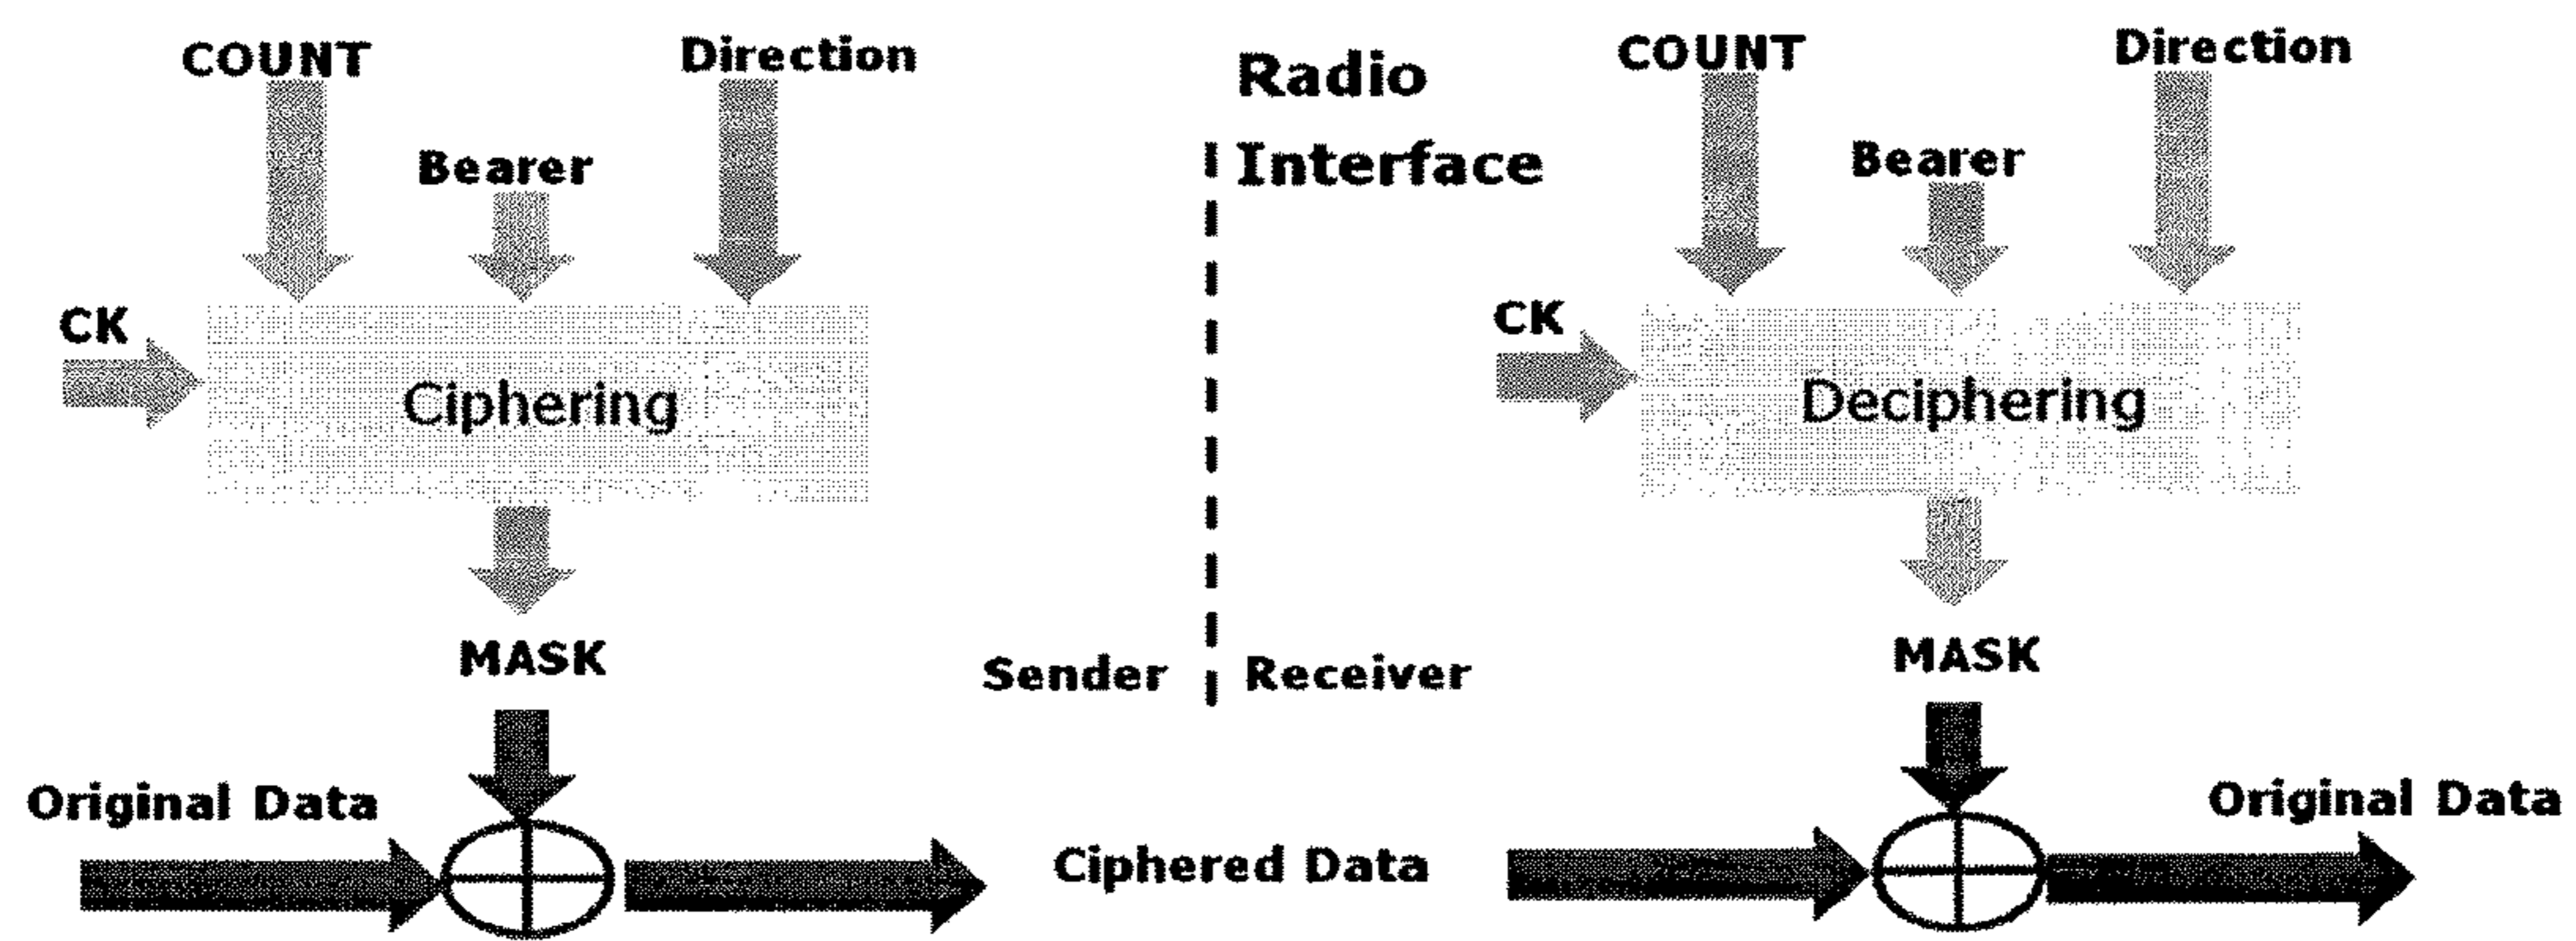 COUNT
Direction
Bearer
CK
Ciphering
MASK
Original Data
Radio
Interface
Sender
Receiver
Ciphered Data
COUNT
Direction
Bearer
CK
Deciphering
MASK
Original Data